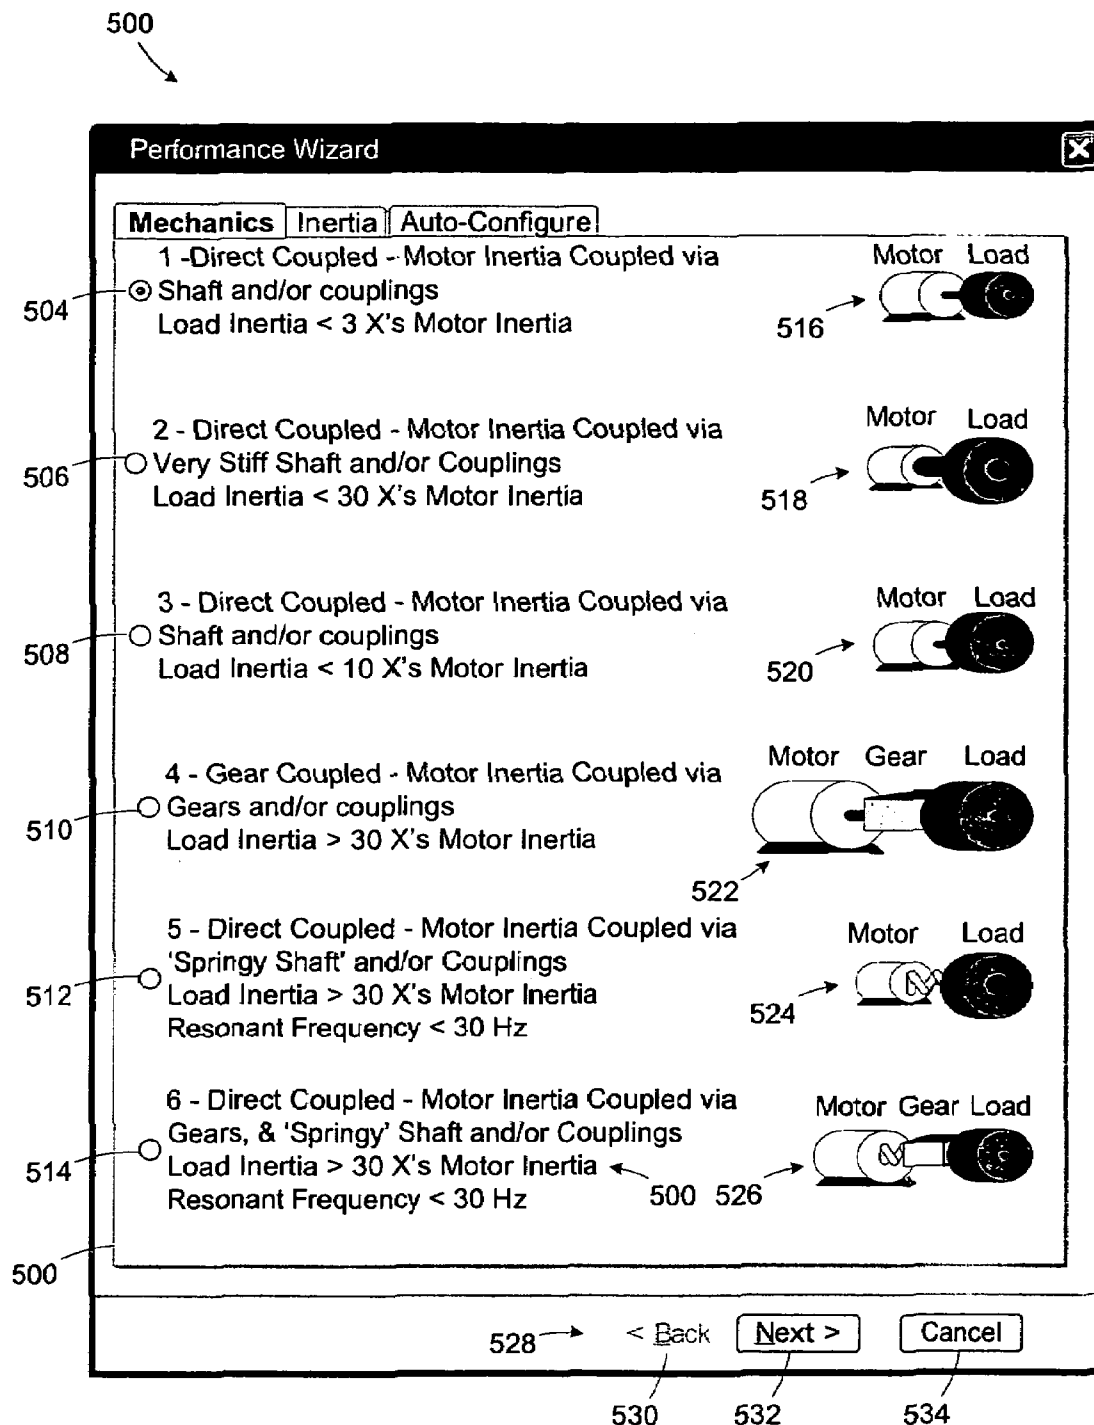 500
Performance Wizard
Mechanics Inertia Auto-Configure
1 -Direct Coupled - Motor Inertia Coupled via
Shaft and/or couplings
Load Inertia < 3 X's Motor Inertia
504
Motor Load
516
2 - Direct Coupled - Motor Inertia Coupled via
Very Stiff Shaft and/or Couplings
Load Inertia < 30 X's Motor Inertia
506
Motor Load
518
3 - Direct Coupled - Motor Inertia Coupled via
Shaft and/or couplings
Load Inertia < 10 X's Motor Inertia
508
Motor Load
520
4 - Gear Coupled - Motor Inertia Coupled via
Gears and/or couplings
Load Inertia > 30 X's Motor Inertia
510
Motor Gear Load
522
5 - Direct Coupled - Motor Inertia Coupled via
'Springy Shaft' and/or Couplings
Load Inertia > 30 X's Motor Inertia
Resonant Frequency < 30 Hz
512
Motor Load
524
6 - Direct Coupled - Motor Inertia Coupled via
Gears, & 'Springy' Shaft and/or Couplings
Load Inertia > 30 X's Motor Inertia
Resonant Frequency < 30 Hz
514
500
Motor Gear Load
526
500
528
< Back Next > Cancel
530 532 534